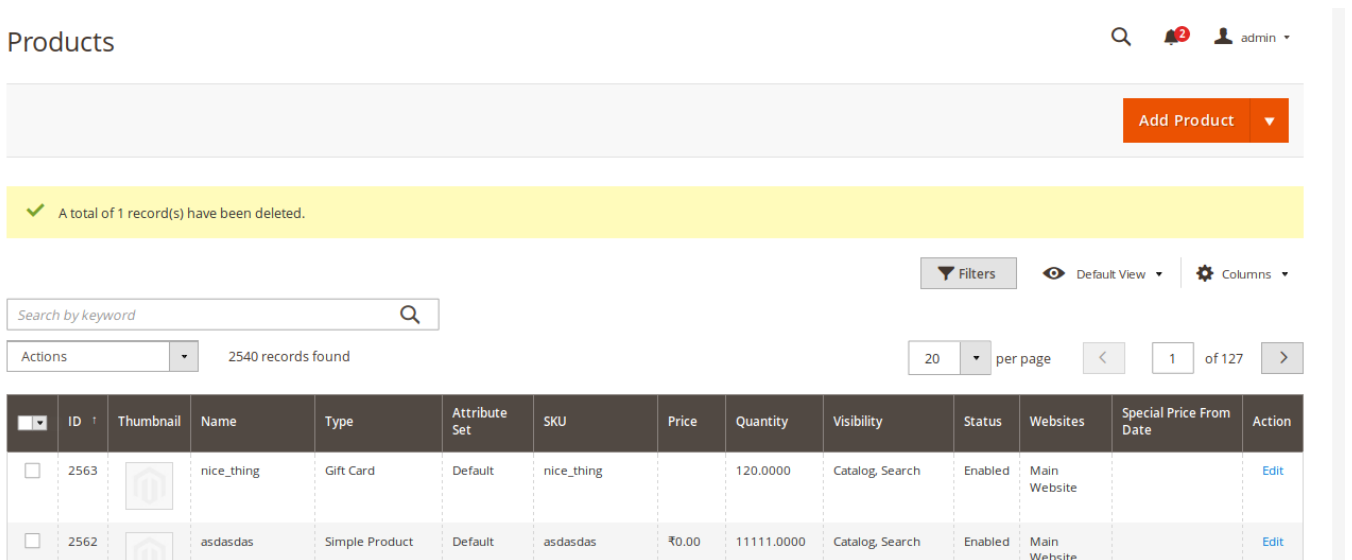 Products
2
admin
Add Product
A total of 1 record(s) have been deleted.
Filters
Default View
Columns
Search by keyword
Actions
2540 records found
20
per page
1
of 127
ID ↑ Thumbnail Name Type Attribute Set SKU Price Quantity Visibility Status Websites Special Price From Date Action
2563 nice_thing Gift Card Default nice_thing 120.0000 Catalog, Search Enabled Main Website Edit
2562 asdasdas Simple Product Default asdasdas ₹0.00 11111.0000 Catalog, Search Enabled Main Website Edit